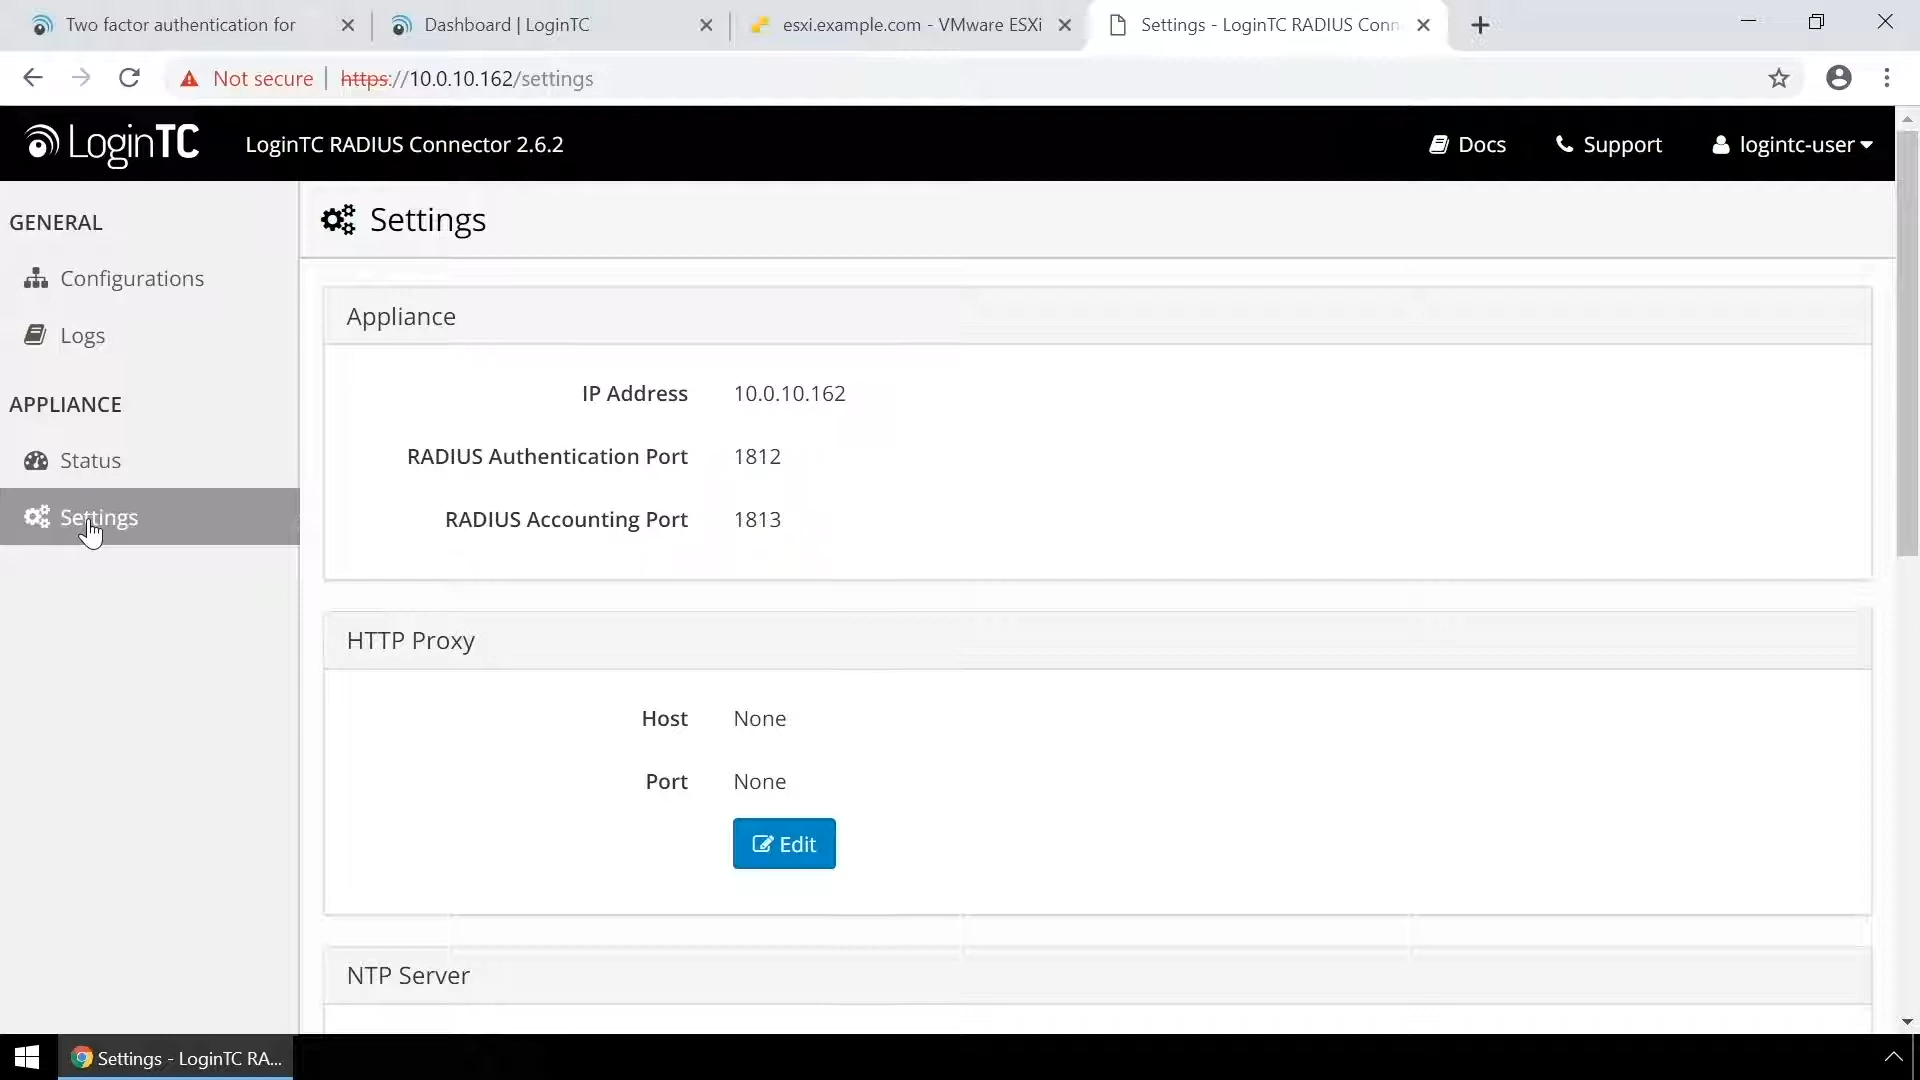 Two factor authentication for
Dashboard | LoginTC
esxi.example.com - VMware ESXi
Settings - LoginTC RADIUS Conn
Not secure
https://10.0.10.162/settings
LoginTC
LoginTC RADIUS Connector 2.6.2
Docs
Support
logintc-user
GENERAL
Configurations
Logs
APPLIANCE
Status
Settings
Settings
Appliance
IP Address 10.0.10.162
RADIUS Authentication Port 1812
RADIUS Accounting Port 1813
HTTP Proxy
Host None
Port None
Edit
NTP Server
Settings - LoginTC RA...